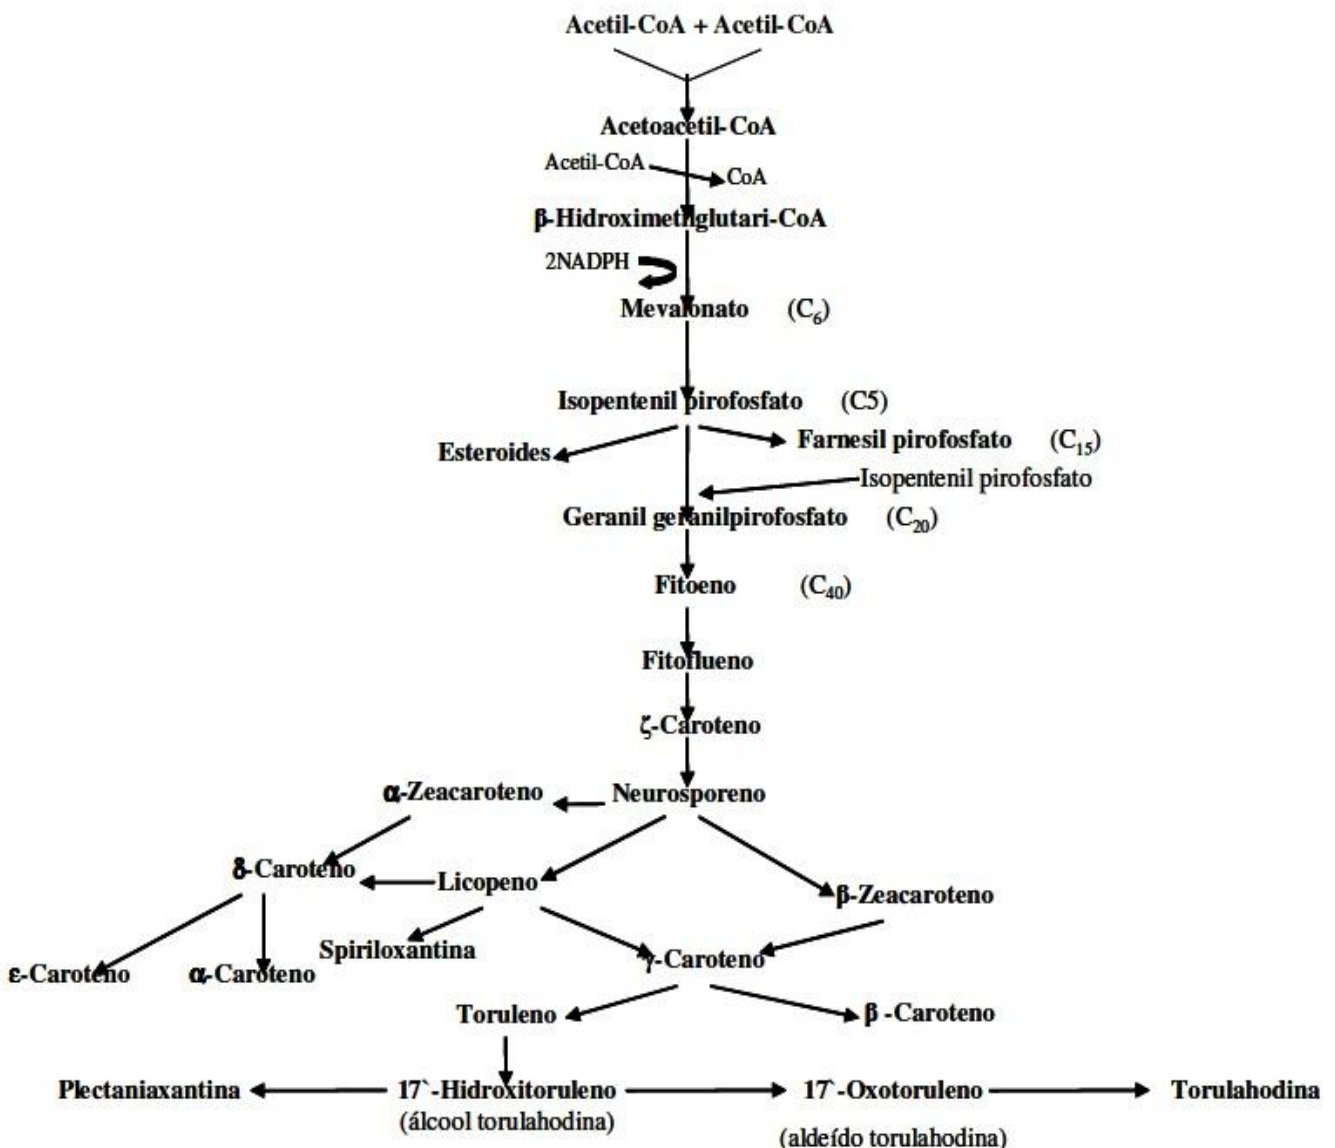 Acetil-CoA + Acetil-CoA
Acetoacetil-CoA
Acetil-CoA
CoA
β-Hidroximetilglutari-CoA
2NADPH
Mevalonato (C6)
Isopentenil pirofosfato (C5)
Esteroides
Farnesil pirofosfato (C15)
Isopentenil pirofosfato
Geranil geranilpirofosfato (C20)
Fitoeno (C40)
Fitoflueno
ζ-Caroteno
α-Zeacaroteno
Neurosporeno
δ-Caroteno
Licopeno
β-Zeacaroteno
Spiriloxantina
γ-Caroteno
ε-Caroteno
α-Caroteno
Toruleno
β -Caroteno
Plectaniaxantina
17`-Hidroxitoruleno
17`-Oxotoruleno
Torulahodina
(álcool torulahodina)
(aldeído torulahodina)